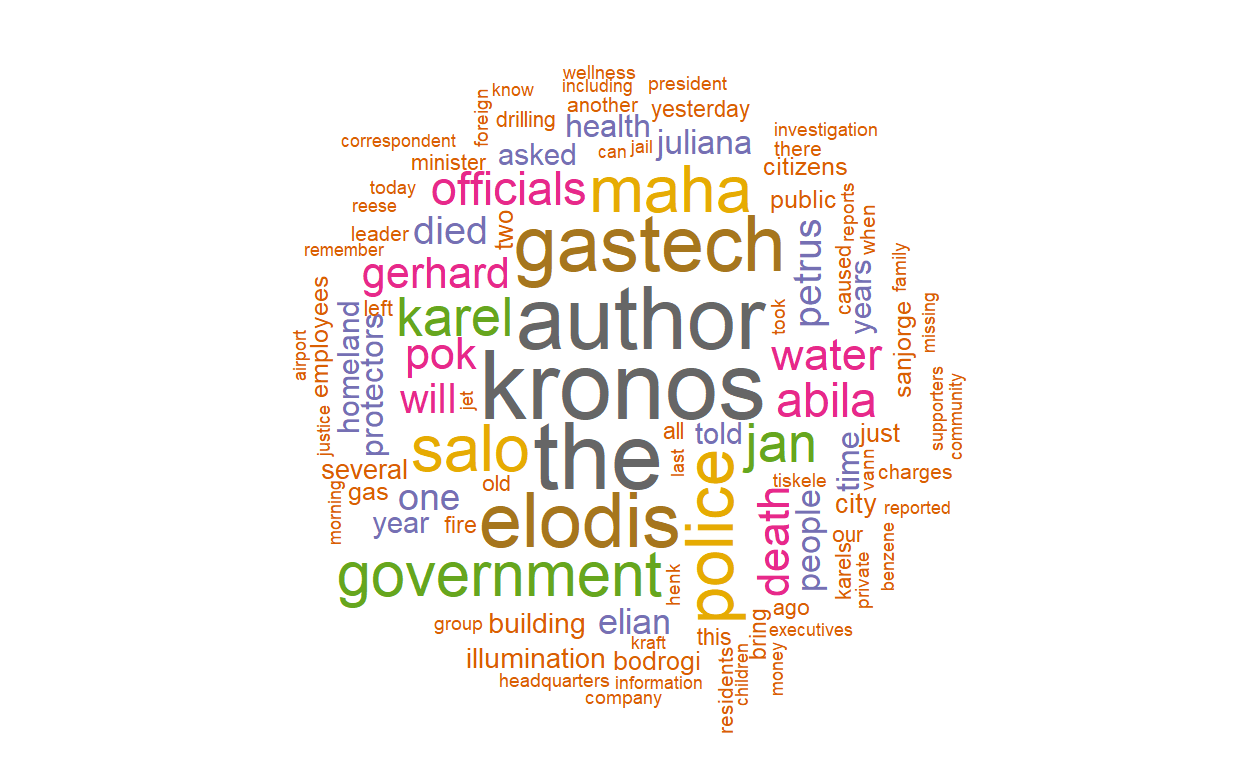 wellness
know including president
foreign drilling another yesterday
correspondent health juliana investigation
minister asked can jail there
citizens
today officials maha public
reese
leader died two gastech petrus reports when
remember gerhard caused years family
employees left karel author took
airport homeland protectors pok water sanjorge missing
will jet kronos abila
justice supporters community
salo the all told jan time just
several last tiskele vann charges
morning gas one old police death people city reported
year fire elodis our
government henk karels private benzene
ago
group building elian this bring executives
kraft
illumination bodrogi
headquarters information residents children money
company